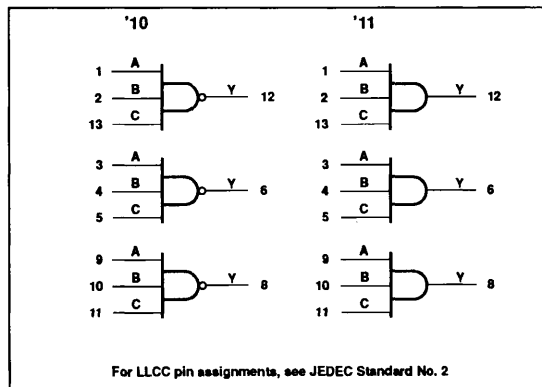 '10 '11
A A
1 1
B Y B Y
2 12 2 12
C C
13 13
A A
3 3
B Y B Y
4 6 4 6
C C
5 5
A A
9 9
B Y B Y
10 8 10 8
C C
11 11
For LLCC pin assignments, see JEDEC Standard No. 2